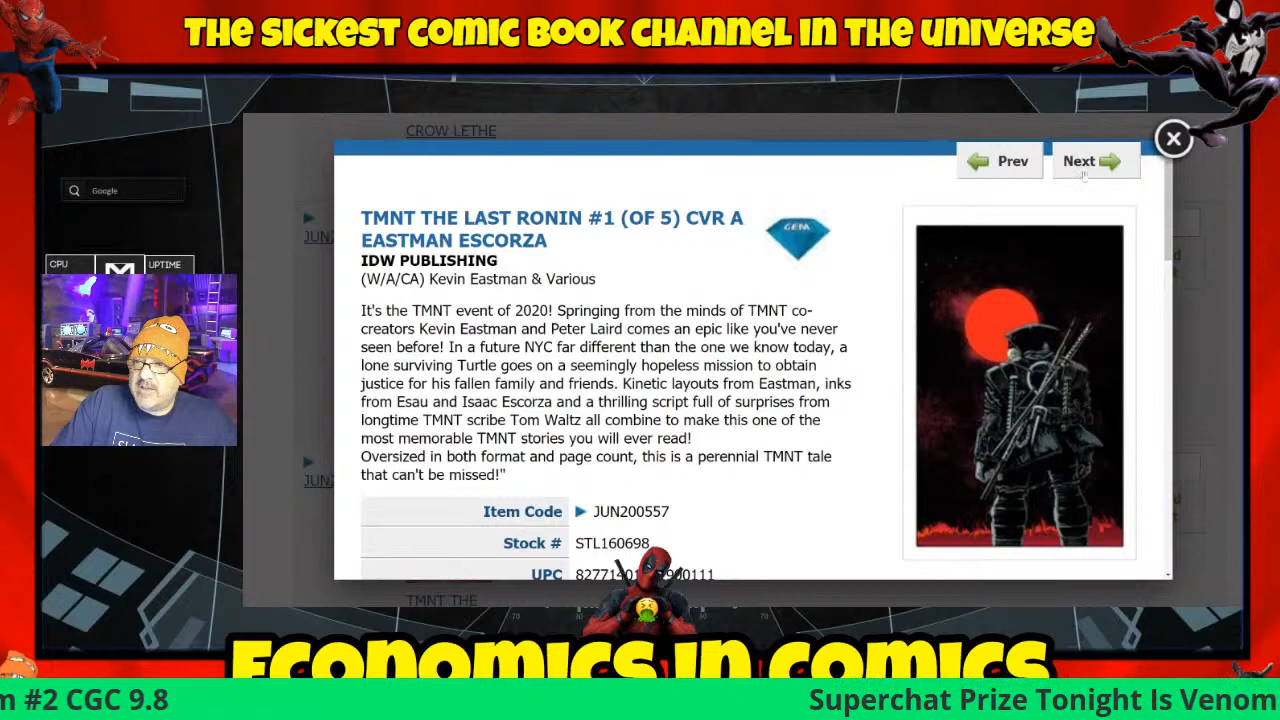 THE SICKEST COMIC BOOK CHANNEL IN THE UNIVERSE
CROW LETHE
Google
Prev
Next
JUN
CPU
UPTIME
TMNT THE LAST RONIN #1 (OF 5) CVR A
EASTMAN ESCORZA
GEM
IDW PUBLISHING
(W/A/CA) Kevin Eastman & Various
It's the TMNT event of 2020! Springing from the minds of TMNT co-
creators Kevin Eastman and Peter Laird comes an epic like you've never
seen before! In a future NYC far different than the one we know today, a
lone surviving Turtle goes on a seemingly hopeless mission to obtain
justice for his fallen family and friends. Kinetic layouts from Eastman, inks
from Esau and Isaac Escorza and a thrilling script full of surprises from
longtime TMNT scribe Tom Waltz all combine to make this one of the
most memorable TMNT stories you will ever read!
Oversized in both format and page count, this is a perennial TMNT tale
that can't be missed!"
JUN
Item Code JUN200557
Stock # STL160698
UPC
TMNT THE
70
70
ECONOMICS IN COMICS
m #2 CGC 9.8
Superchat Prize Tonight Is Venom